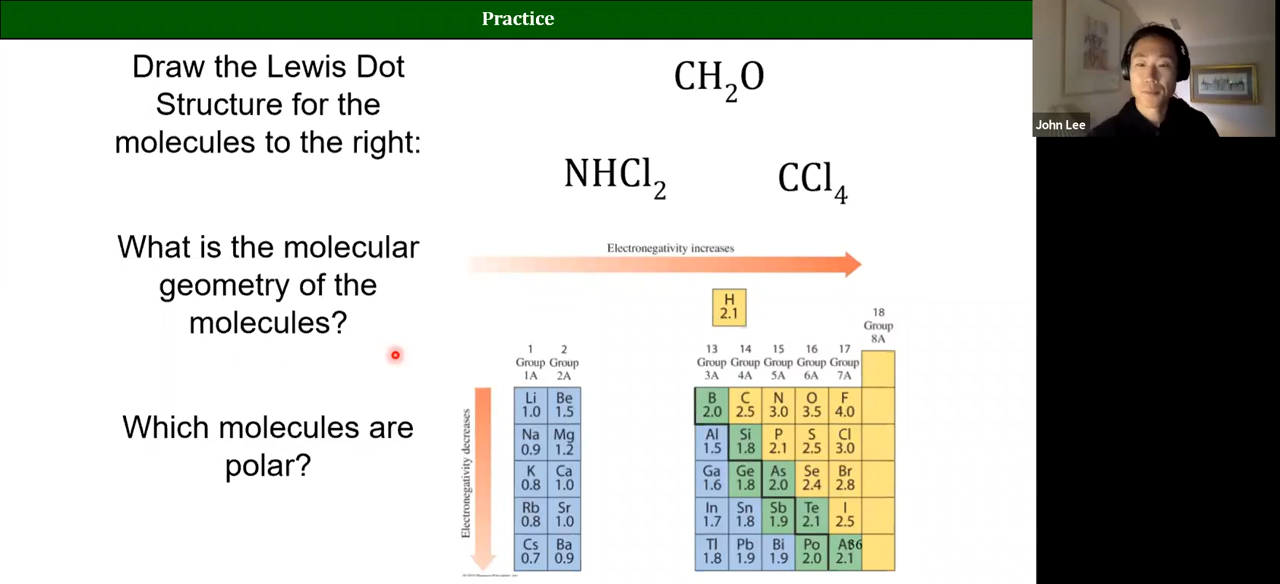 Practice
Draw the Lewis Dot
Structure for the
molecules to the right:
CH2O
NHCl2
CCl4
What is the molecular
geometry of the
molecules?
Which molecules are
polar?
John Lee
Electronegativity increases
Electronegativity decreases
H
2.1
18
Group
8A
1 2 13 14 15 16 17
Group Group Group Group Group Group Group
1A 2A 3A 4A 5A 6A 7A
Li Be B C N O F
1.0 1.5 2.0 2.5 3.0 3.5 4.0
Na Mg Al Si P S Cl
0.9 1.2 1.5 1.8 2.1 2.5 3.0
K Ca Ga Ge As Se Br
0.8 1.0 1.6 1.8 2.0 2.4 2.8
Rb Sr In Sn Sb Te I
0.8 1.0 1.7 1.8 1.9 2.1 2.5
Cs Ba Tl Pb Bi Po
0.7 0.9 1.8 1.9 1.9 2.0 2.1